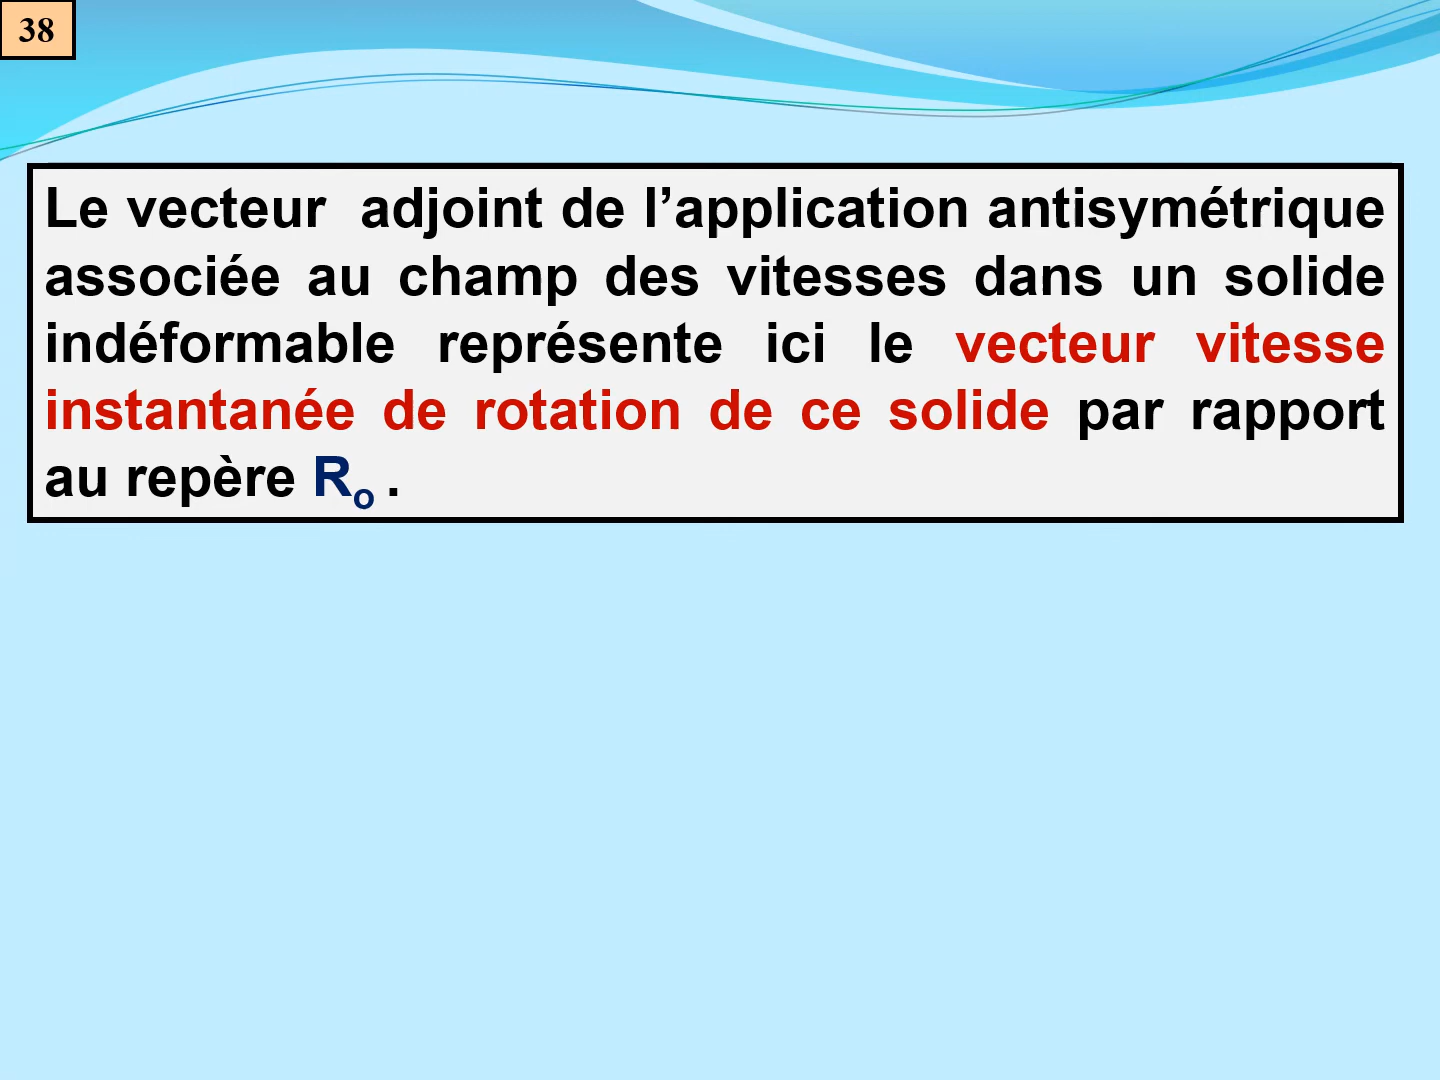 38
Le vecteur adjoint de l’application antisymétrique
associée au champ des vitesses dans un solide
indéformable représente ici le vecteur vitesse
instantanée de rotation de ce solide par rapport
au repère Ro .